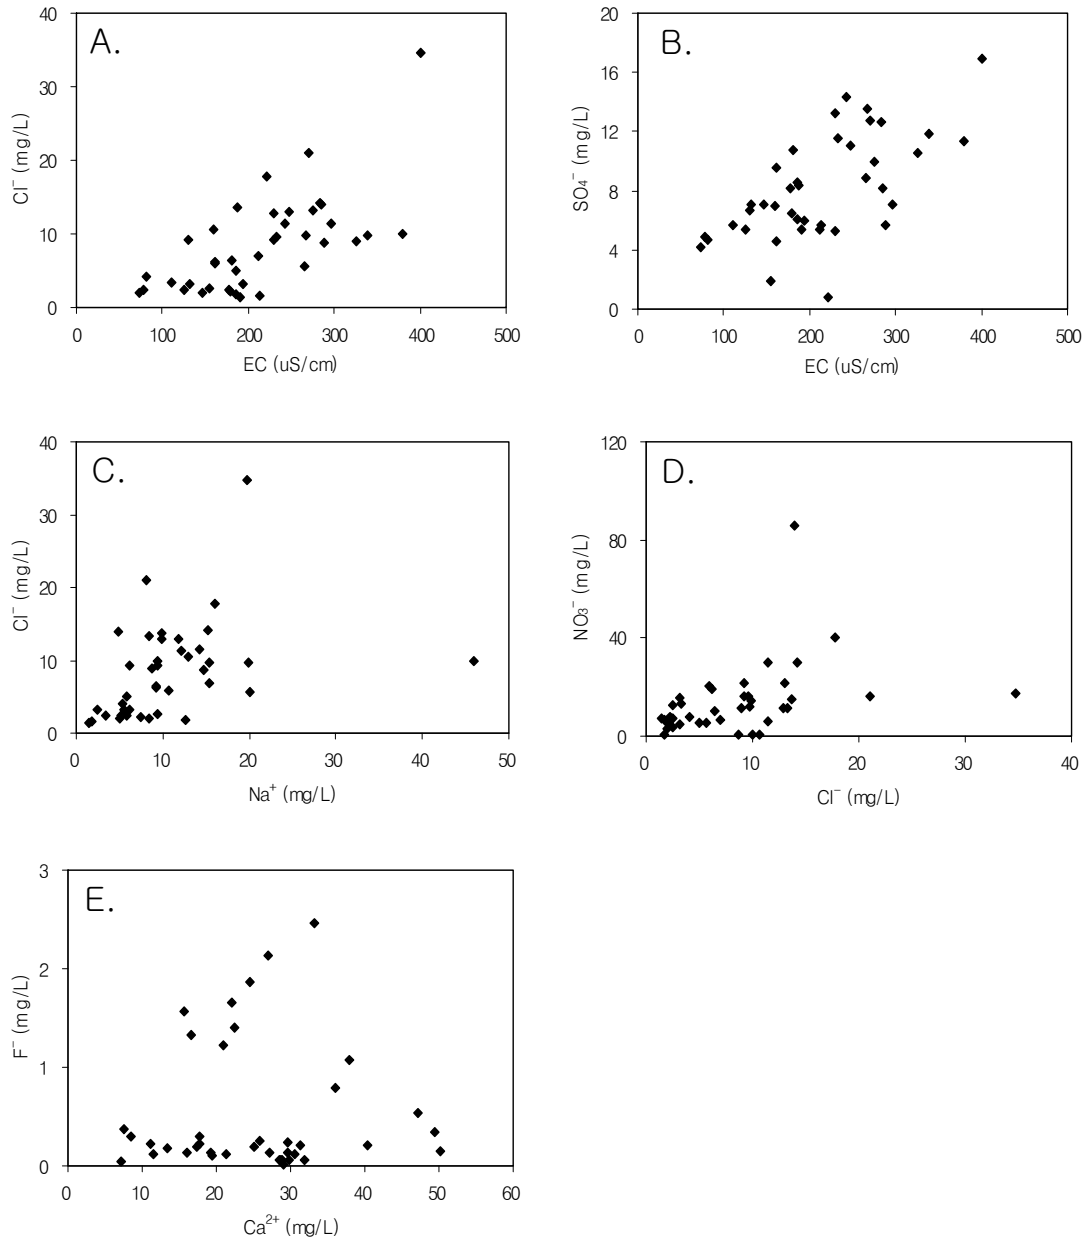 A.
40
30
20
10
0
Cl⁻ (mg/L)
0 100 200 300 400 500
EC (uS/cm)
B.
20
16
12
8
4
0
SO₄⁻ (mg/L)
0 100 200 300 400 500
EC (uS/cm)
C.
40
30
20
10
0
Cl⁻ (mg/L)
0 10 20 30 40 50
Na⁺ (mg/L)
D.
120
80
40
0
NO₃⁻ (mg/L)
0 10 20 30 40
Cl⁻ (mg/L)
E.
3
2
1
0
F⁻ (mg/L)
0 10 20 30 40 50 60
Ca²⁺ (mg/L)